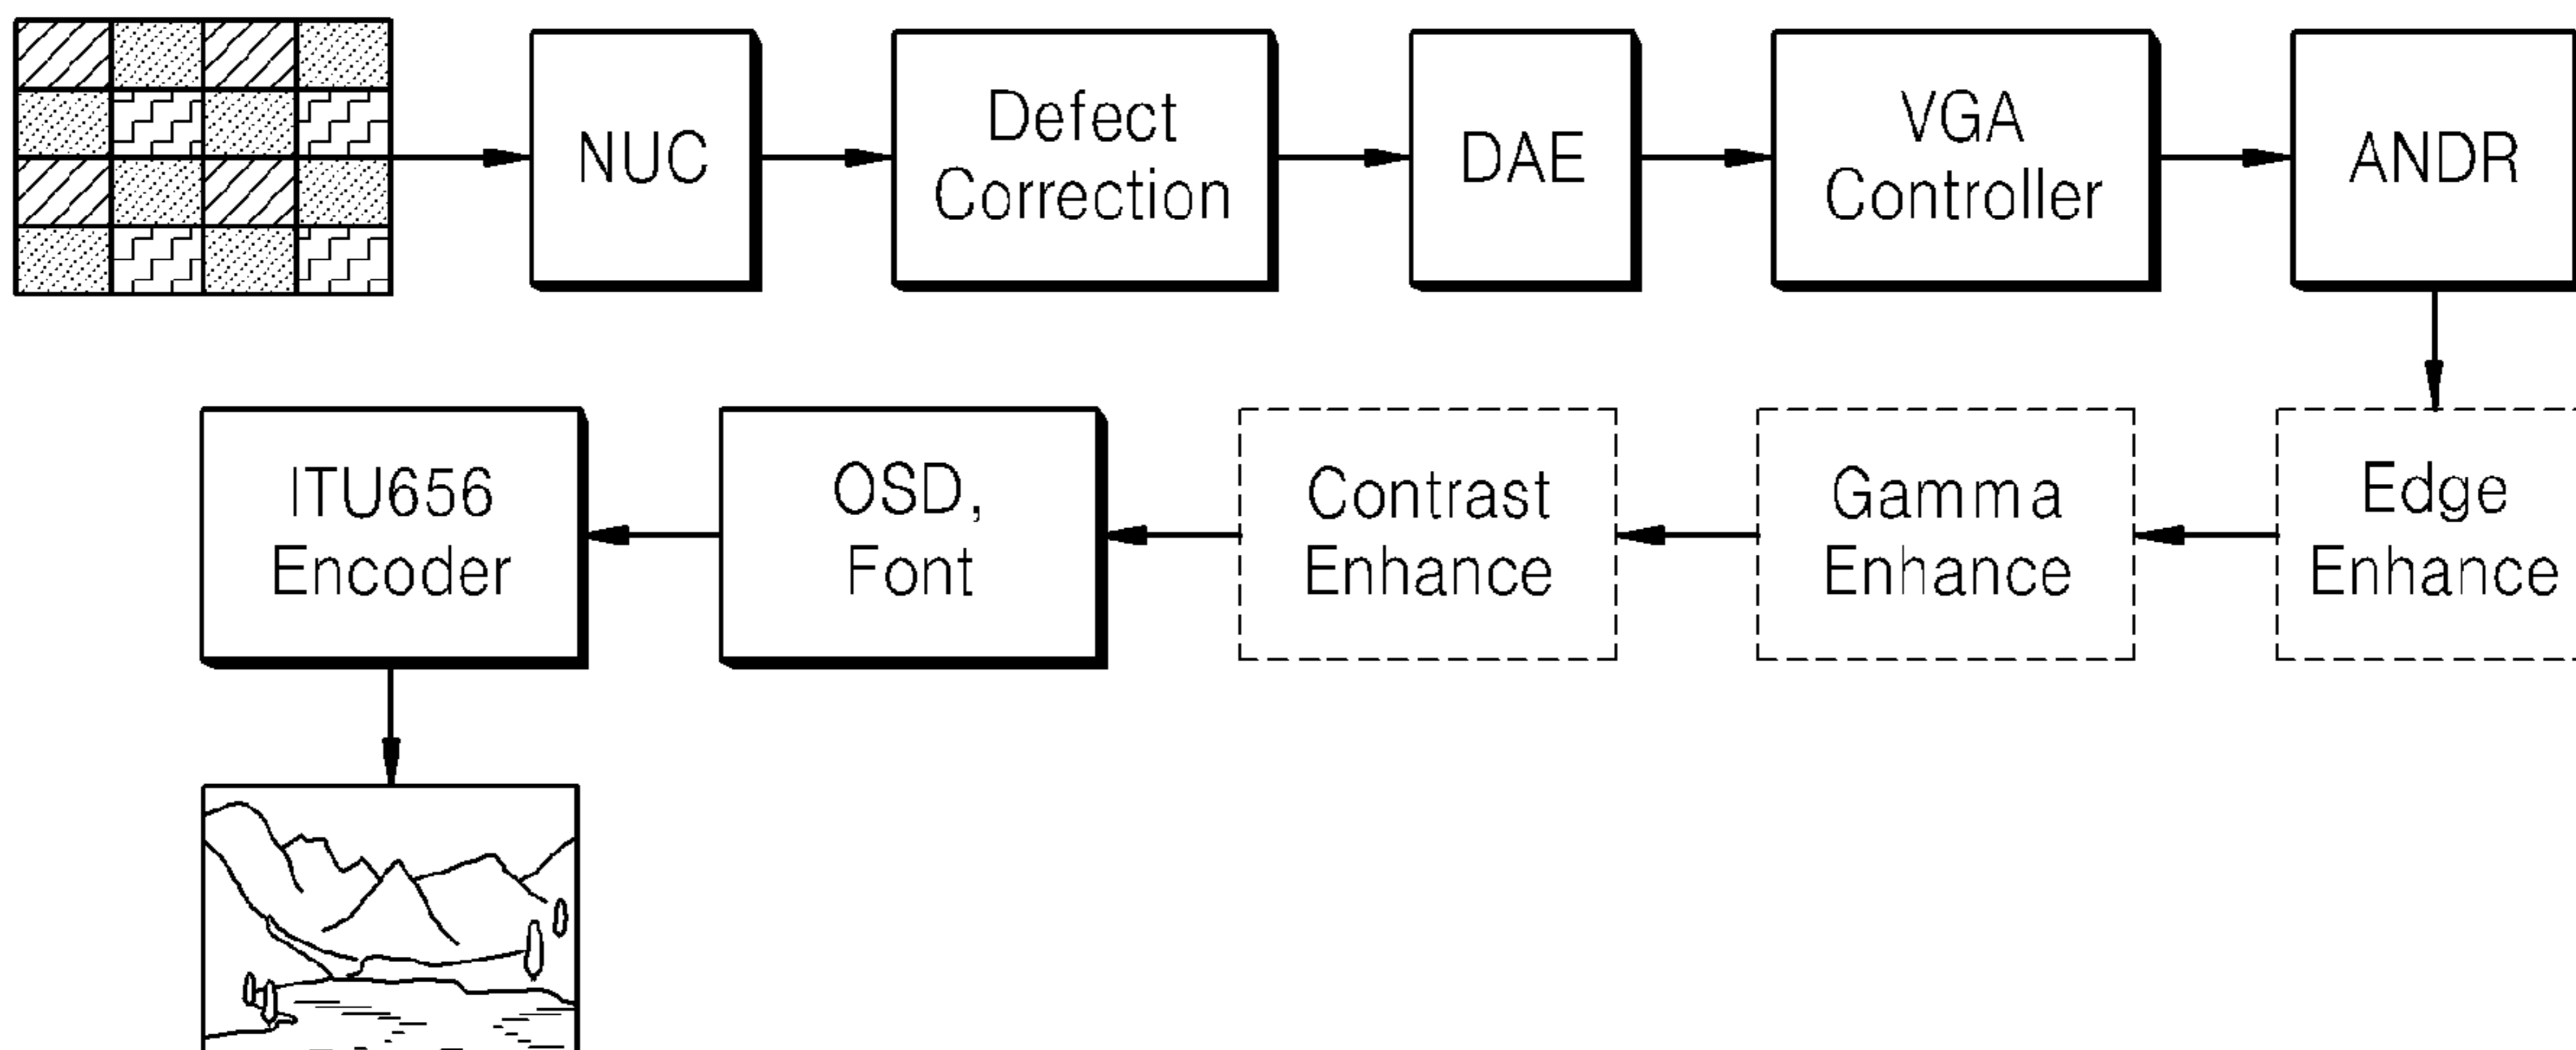 NUC
Defect
Correction
DAE
VGA
Controller
ANDR
ITU656
Encoder
OSD,
Font
Contrast
Enhance
Gamma
Enhance
Edge
Enhance